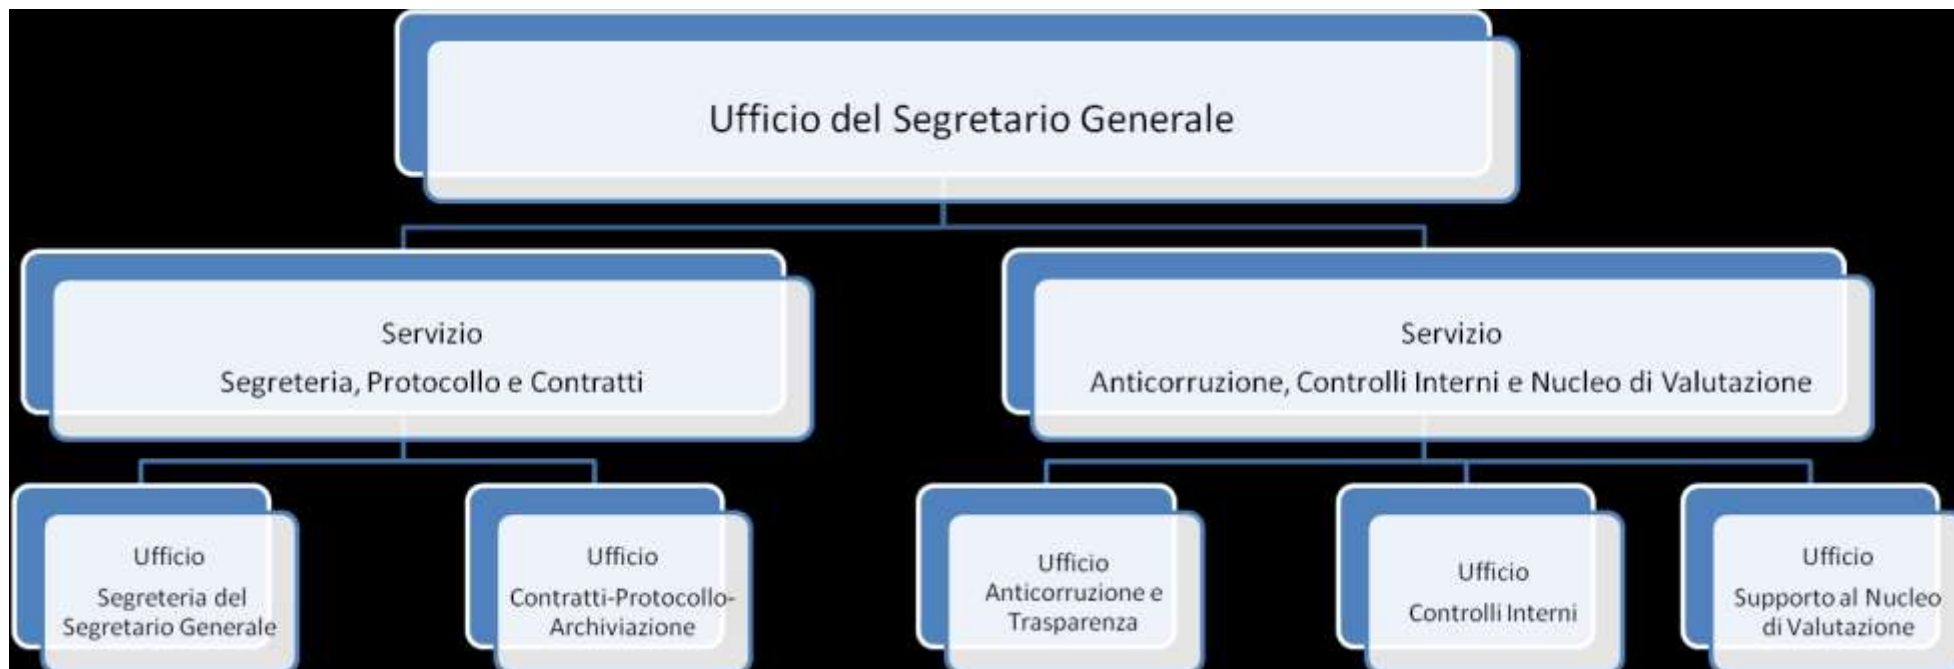 Ufficio del Segretario Generale
Servizio
Segreteria, Protocollo e Contratti
Servizio
Anticorruzione, Controlli Interni e Nucleo di Valutazione
Ufficio
Segreteria del
Segretario Generale
Ufficio
Contratti-Protocollo-
Archiviazione
Ufficio
Anticorruzione e
Trasparenza
Ufficio
Controlli Interni
Ufficio
Supporto al Nucleo
di Valutazione